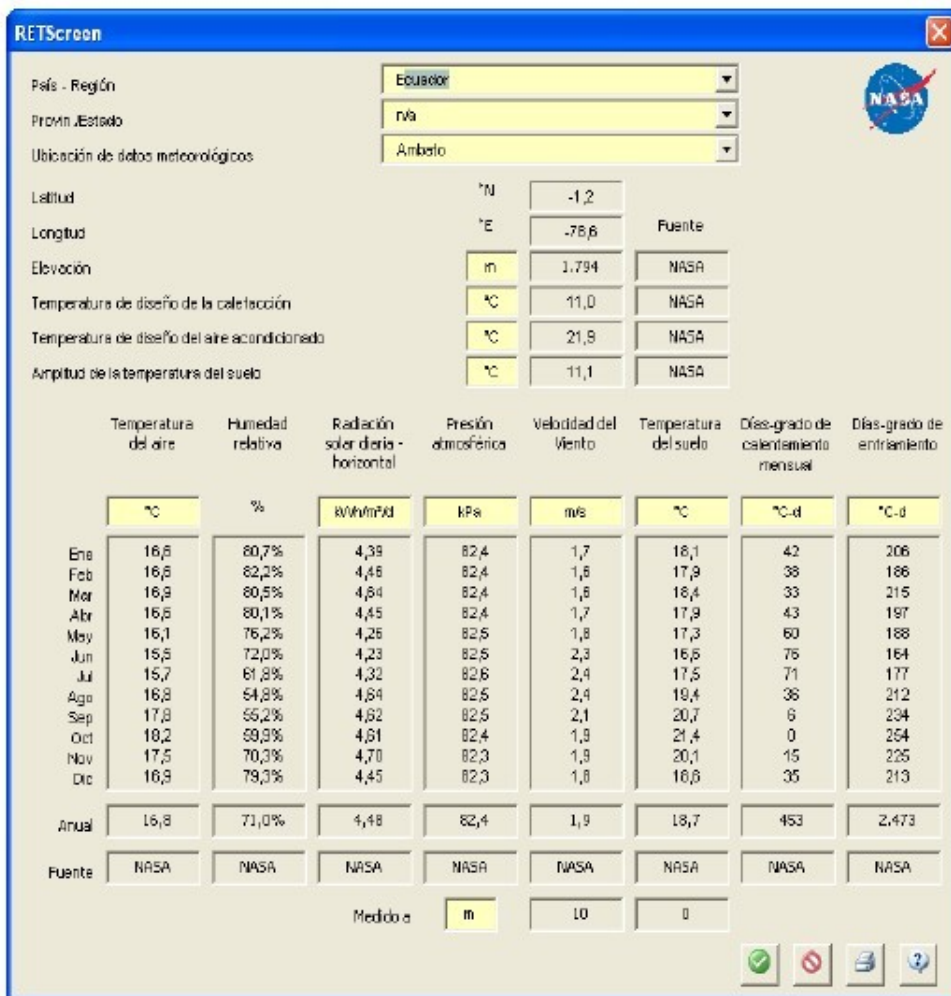 RETScreen
País - Región Ecuador
NASA
Provin./Estado n/a
Ubicación de datos meteorológicos Ambato
Latitud °N -1,2
Longitud °E -78,6 Fuente
Elevación m 1.794 NASA
Temperatura de diseño de la calefacción °C 11,0 NASA
Temperatura de diseño del aire acondicionado °C 21,9 NASA
Amplitud de la temperatura del suelo °C 11,1 NASA
Temperatura Humedad Radiación Presión Velocidad del Temperatura Días-grado de Días-grado de
del aire relativa solar diaria - atmosférica Viento del suelo calentamiento enfriamiento
horizontal mensual
°C % kWh/m²/d kPa m/s °C °C-d °C-d
Ene 16,6 80,7% 4,39 82,4 1,7 18,1 42 206
Feb 16,6 82,2% 4,46 82,4 1,6 17,9 38 186
Mar 16,9 80,5% 4,64 82,4 1,6 18,4 33 215
Abr 16,6 80,1% 4,45 82,4 1,7 17,9 43 197
May 16,1 76,2% 4,26 82,5 1,8 17,3 60 188
Jun 15,5 72,0% 4,23 82,5 2,3 16,6 76 164
Jul 15,7 61,8% 4,32 82,6 2,4 17,5 71 177
Ago 16,8 54,8% 4,64 82,5 2,4 19,4 36 212
Sep 17,8 55,2% 4,62 82,5 2,1 20,7 6 234
Oct 18,2 59,9% 4,61 82,4 1,9 21,4 0 254
Nov 17,5 70,3% 4,70 82,3 1,9 20,1 15 225
Dic 16,9 79,3% 4,45 82,3 1,8 18,6 35 213
Anual 16,8 71,0% 4,48 82,4 1,9 18,7 453 2.473
Fuente NASA NASA NASA NASA NASA NASA NASA NASA
Medido a m 10 0